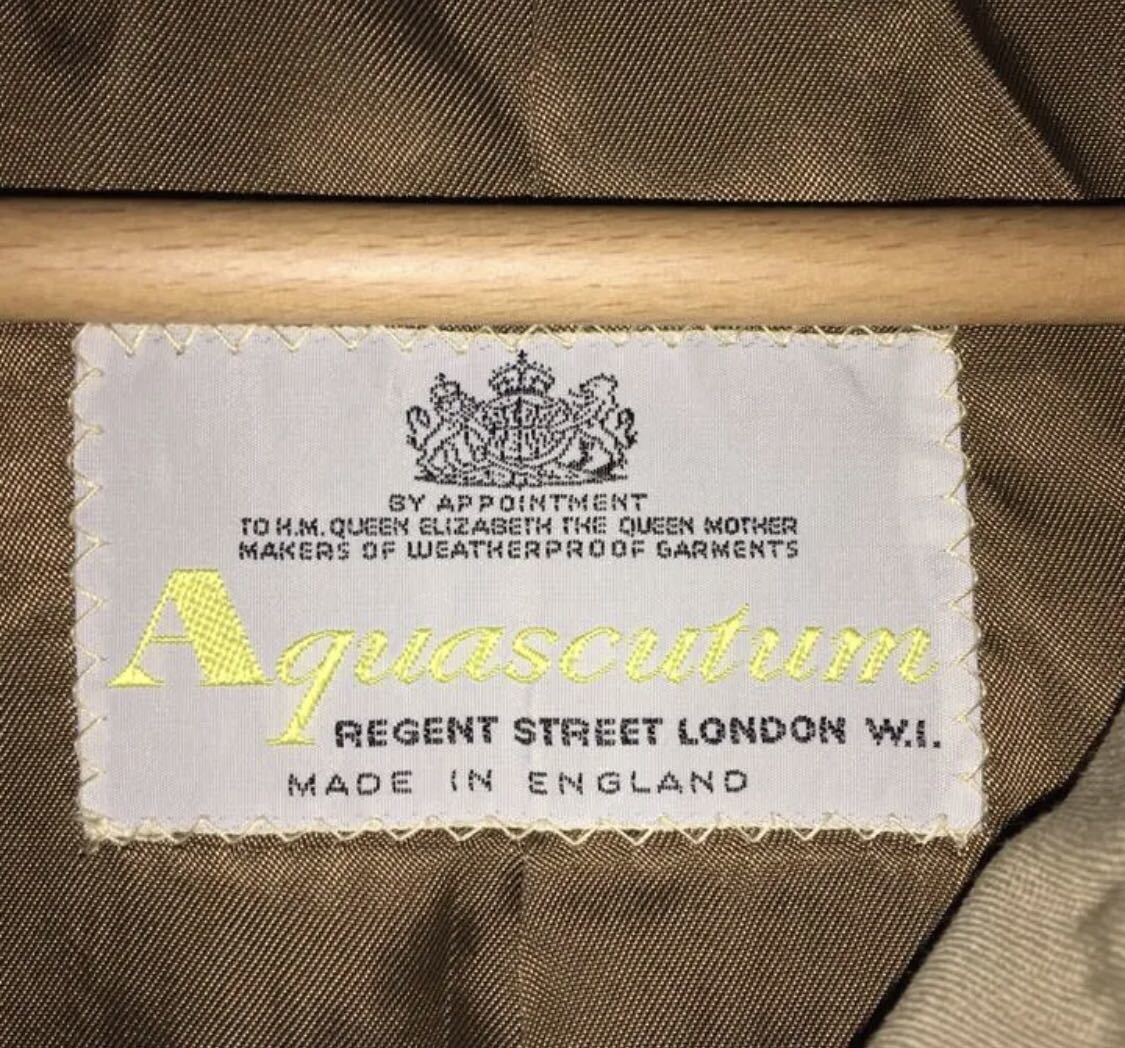 BY APPOINTMENT
TO H.M. QUEEN ELIZABETH THE QUEEN MOTHER
MAKERS OF WEATHERPROOF GARMENTS
Aquascutum
REGENT STREET LONDON W.I.
MADE IN ENGLAND